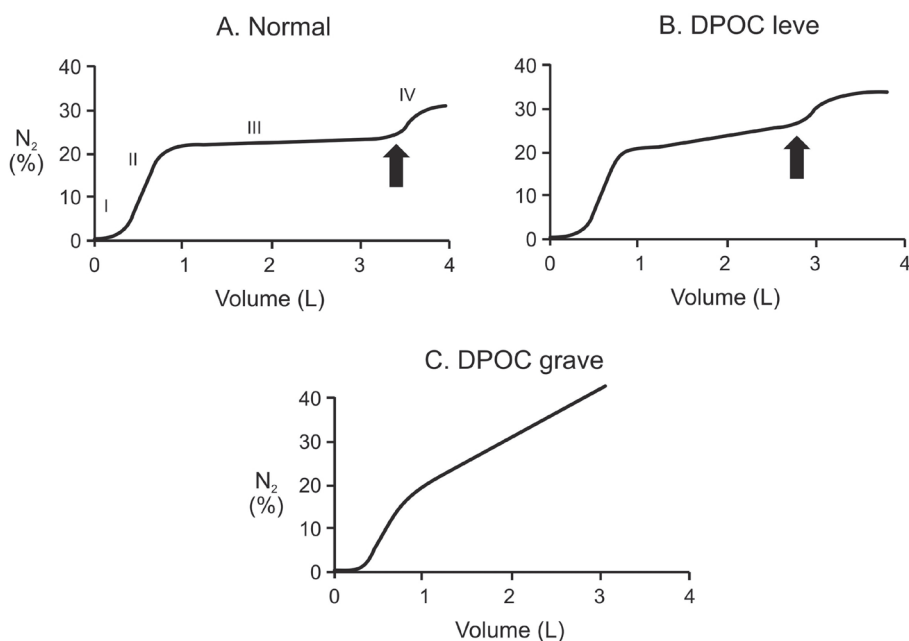 A. Normal
40
30
20
10
0
N₂
(%)
I
II
III
IV
0 1 2 3 4
Volume (L)
B. DPOC leve
40
30
20
10
0
0 1 2 3 4
Volume (L)
C. DPOC grave
40
30
20
10
0
N₂
(%)
0 1 2 3 4
Volume (L)